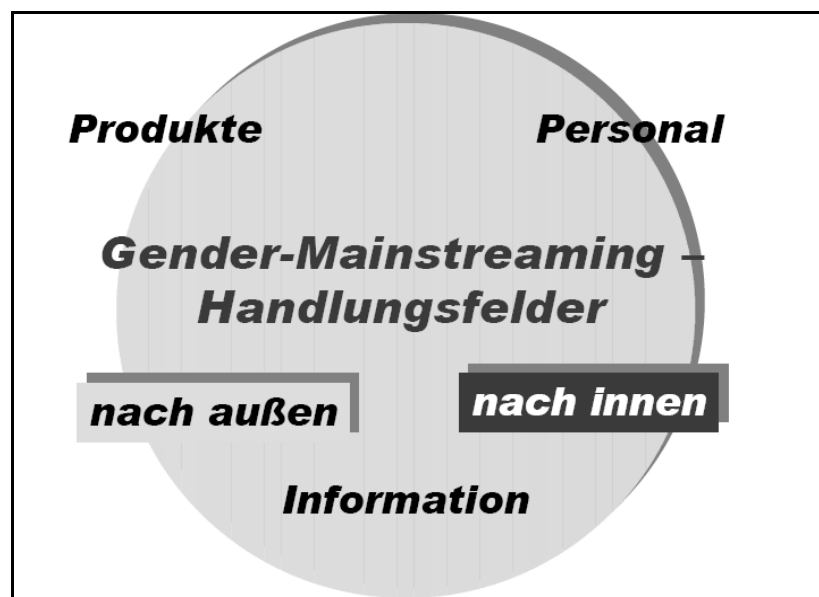 Produkte
Personal
Gender-Mainstreaming –
Handlungsfelder
nach außen
nach innen
Information